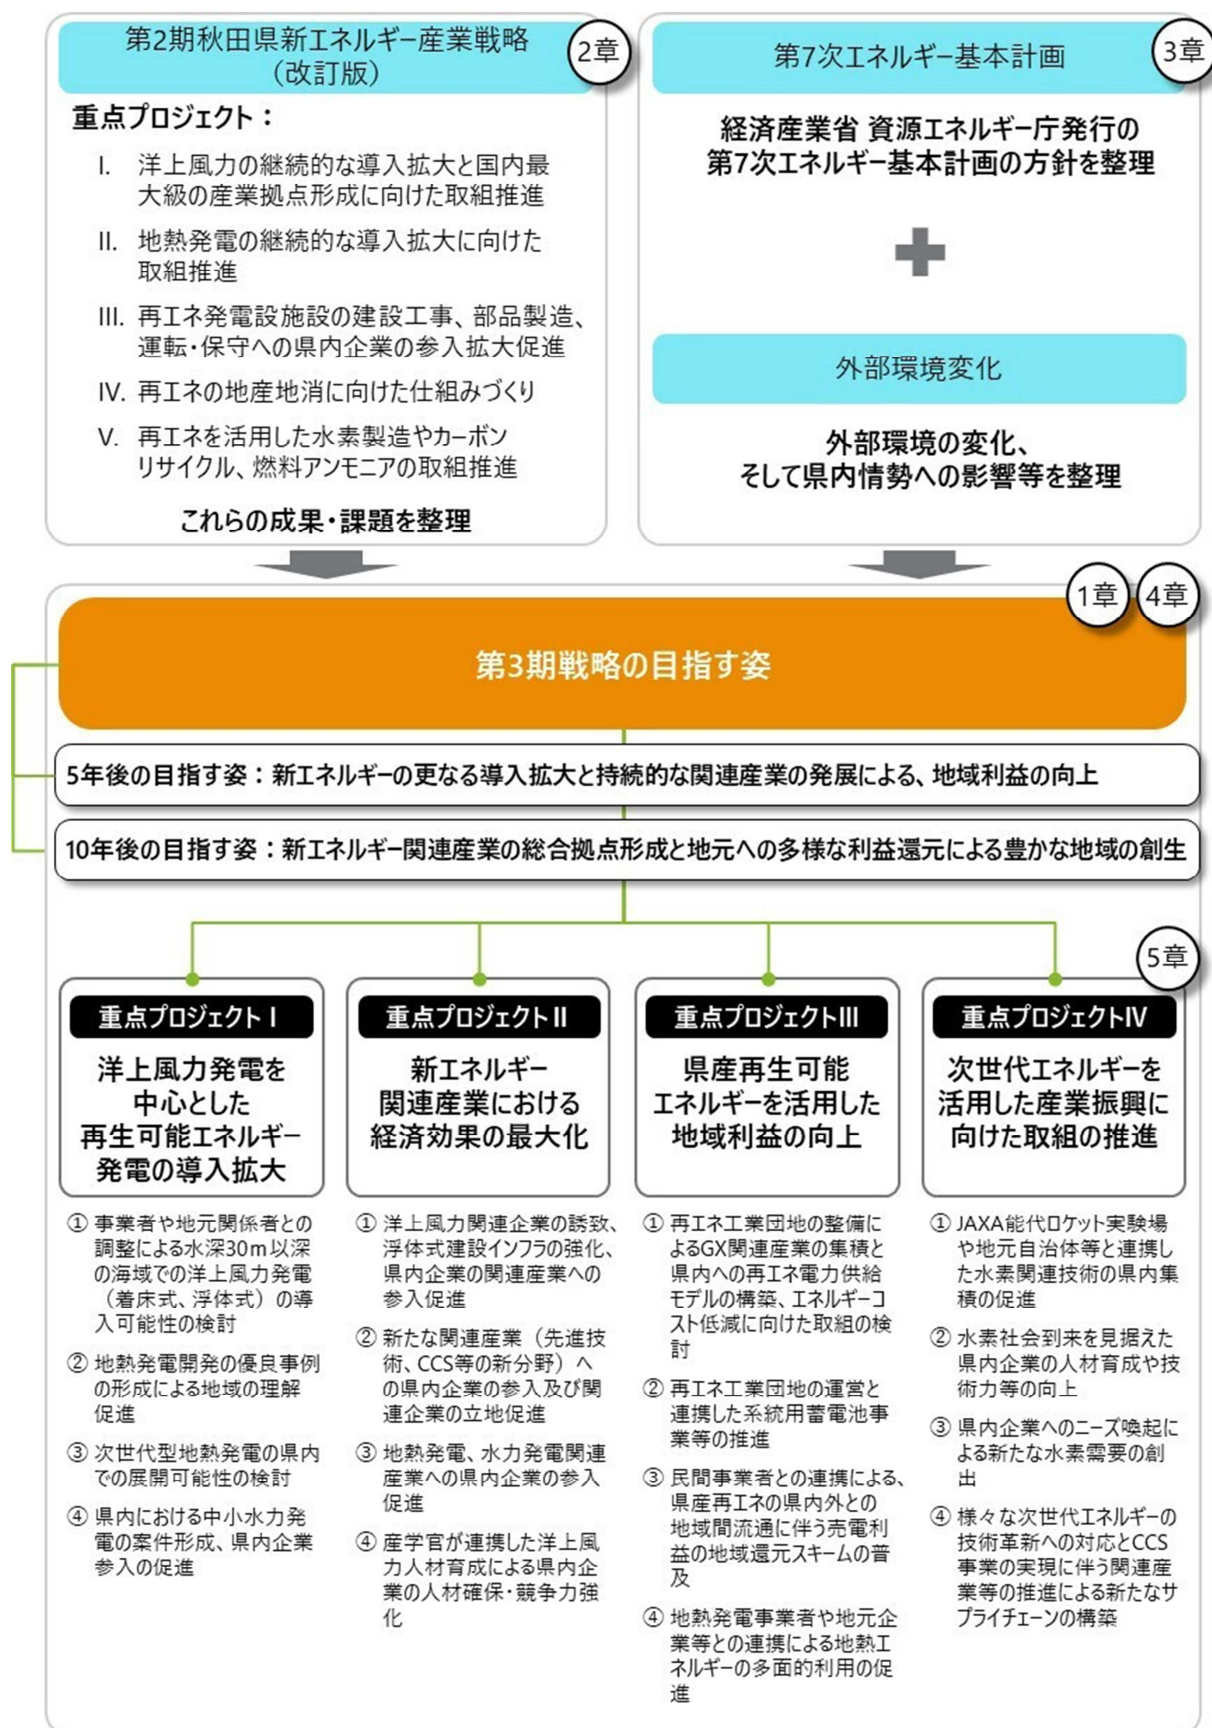 第2期秋田県新エネルギー産業戦略
（改訂版）
2章
重点プロジェクト：
I. 洋上風力の継続的な導入拡大と国内最
大級の産業拠点形成に向けた取組推進
II. 地熱発電の継続的な導入拡大に向けた
取組推進
III. 再エネ発電設施設の建設工事、部品製造、
運転・保守への県内企業の参入拡大促進
IV. 再エネの地産地消に向けた仕組みづくり
V. 再エネを活用した水素製造やカーボン
リサイクル、燃料アンモニアの取組推進
これらの成果・課題を整理
第7次エネルギー基本計画
3章
経済産業省 資源エネルギー庁発行の
第7次エネルギー基本計画の方針を整理
外部環境変化
外部環境の変化、
そして県内情勢への影響等を整理
1章
4章
第3期戦略の目指す姿
5年後の目指す姿：新エネルギーの更なる導入拡大と持続的な関連産業の発展による、地域利益の向上
10年後の目指す姿：新エネルギー関連産業の総合拠点形成と地元への多様な利益還元による豊かな地域の創生
5章
重点プロジェクトI
洋上風力発電を
中心とした
再生可能エネルギー
発電の導入拡大
① 事業者や地元関係者との
調整による水深30m以深
の海域での洋上風力発電
（着床式、浮体式）の導
入可能性の検討
② 地熱発電開発の優良事例
の形成による地域の理解
促進
③ 次世代型地熱発電の県内
での展開可能性の検討
④ 県内における中小水力発
電の案件形成、県内企業
参入の促進
重点プロジェクトII
新エネルギー
関連産業における
経済効果の最大化
① 洋上風力関連企業の誘致、
浮体式建設インフラの強化、
県内企業の関連産業への
参入促進
② 新たな関連産業（先進技
術、CCS等の新分野）へ
の県内企業の参入及び関
連企業の立地促進
③ 地熱発電、水力発電関連
産業への県内企業の参入
促進
④ 産学官が連携した洋上風
力人材育成による県内企
業の人材確保・競争力強
化
重点プロジェクトIII
県産再生可能
エネルギーを活用した
地域利益の向上
① 再エネ工業団地の整備に
よるGX関連産業の集積と
県内への再エネ電力供給
モデルの構築、エネルギーコ
スト低減に向けた取組の検
討
② 再エネ工業団地の運営と
連携した系統用蓄電池事
業等の推進
③ 民間事業者との連携による、
県産再エネの県内外との
地域間流通に伴う売電利
益の地域還元スキームの普
及
④ 地熱発電事業者や地元企
業等との連携による地熱エ
ネルギーの多面的利用の促
進
重点プロジェクトIV
次世代エネルギーを
活用した産業振興に
向けた取組の推進
① JAXA能代ロケット実験場
や地元自治体等と連携し
た水素関連技術の県内集
積の促進
② 水素社会到来を見据えた
県内企業の人材育成や技
術力等の向上
③ 県内企業へのニーズ喚起に
よる新たな水素需要の創
出
④ 様々な次世代エネルギーの
技術革新への対応とCCS
事業の実現に伴う関連産
業等の推進による新たなサ
プライチェーンの構築